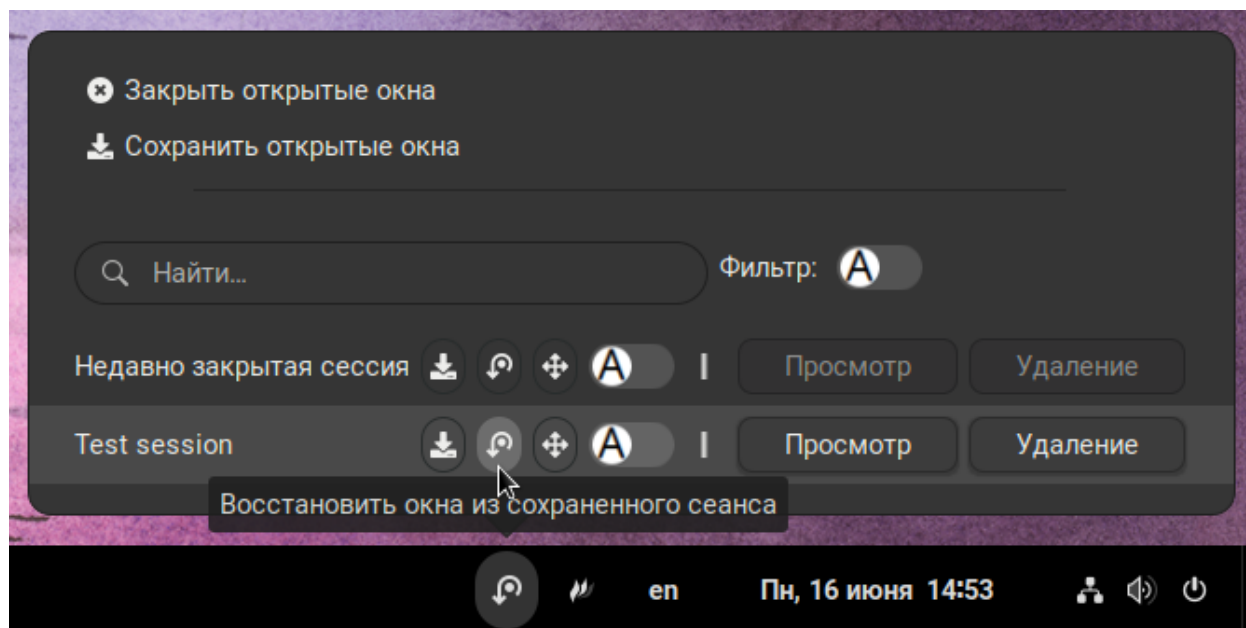 Закрыть открытые окна
Сохранить открытые окна
Найти... Фильтр: A
Недавно закрытая сессия A | Просмотр Удаление
Test session A | Просмотр Удаление
Восстановить окна из сохраненного сеанса
en Пн, 16 июня 14:53